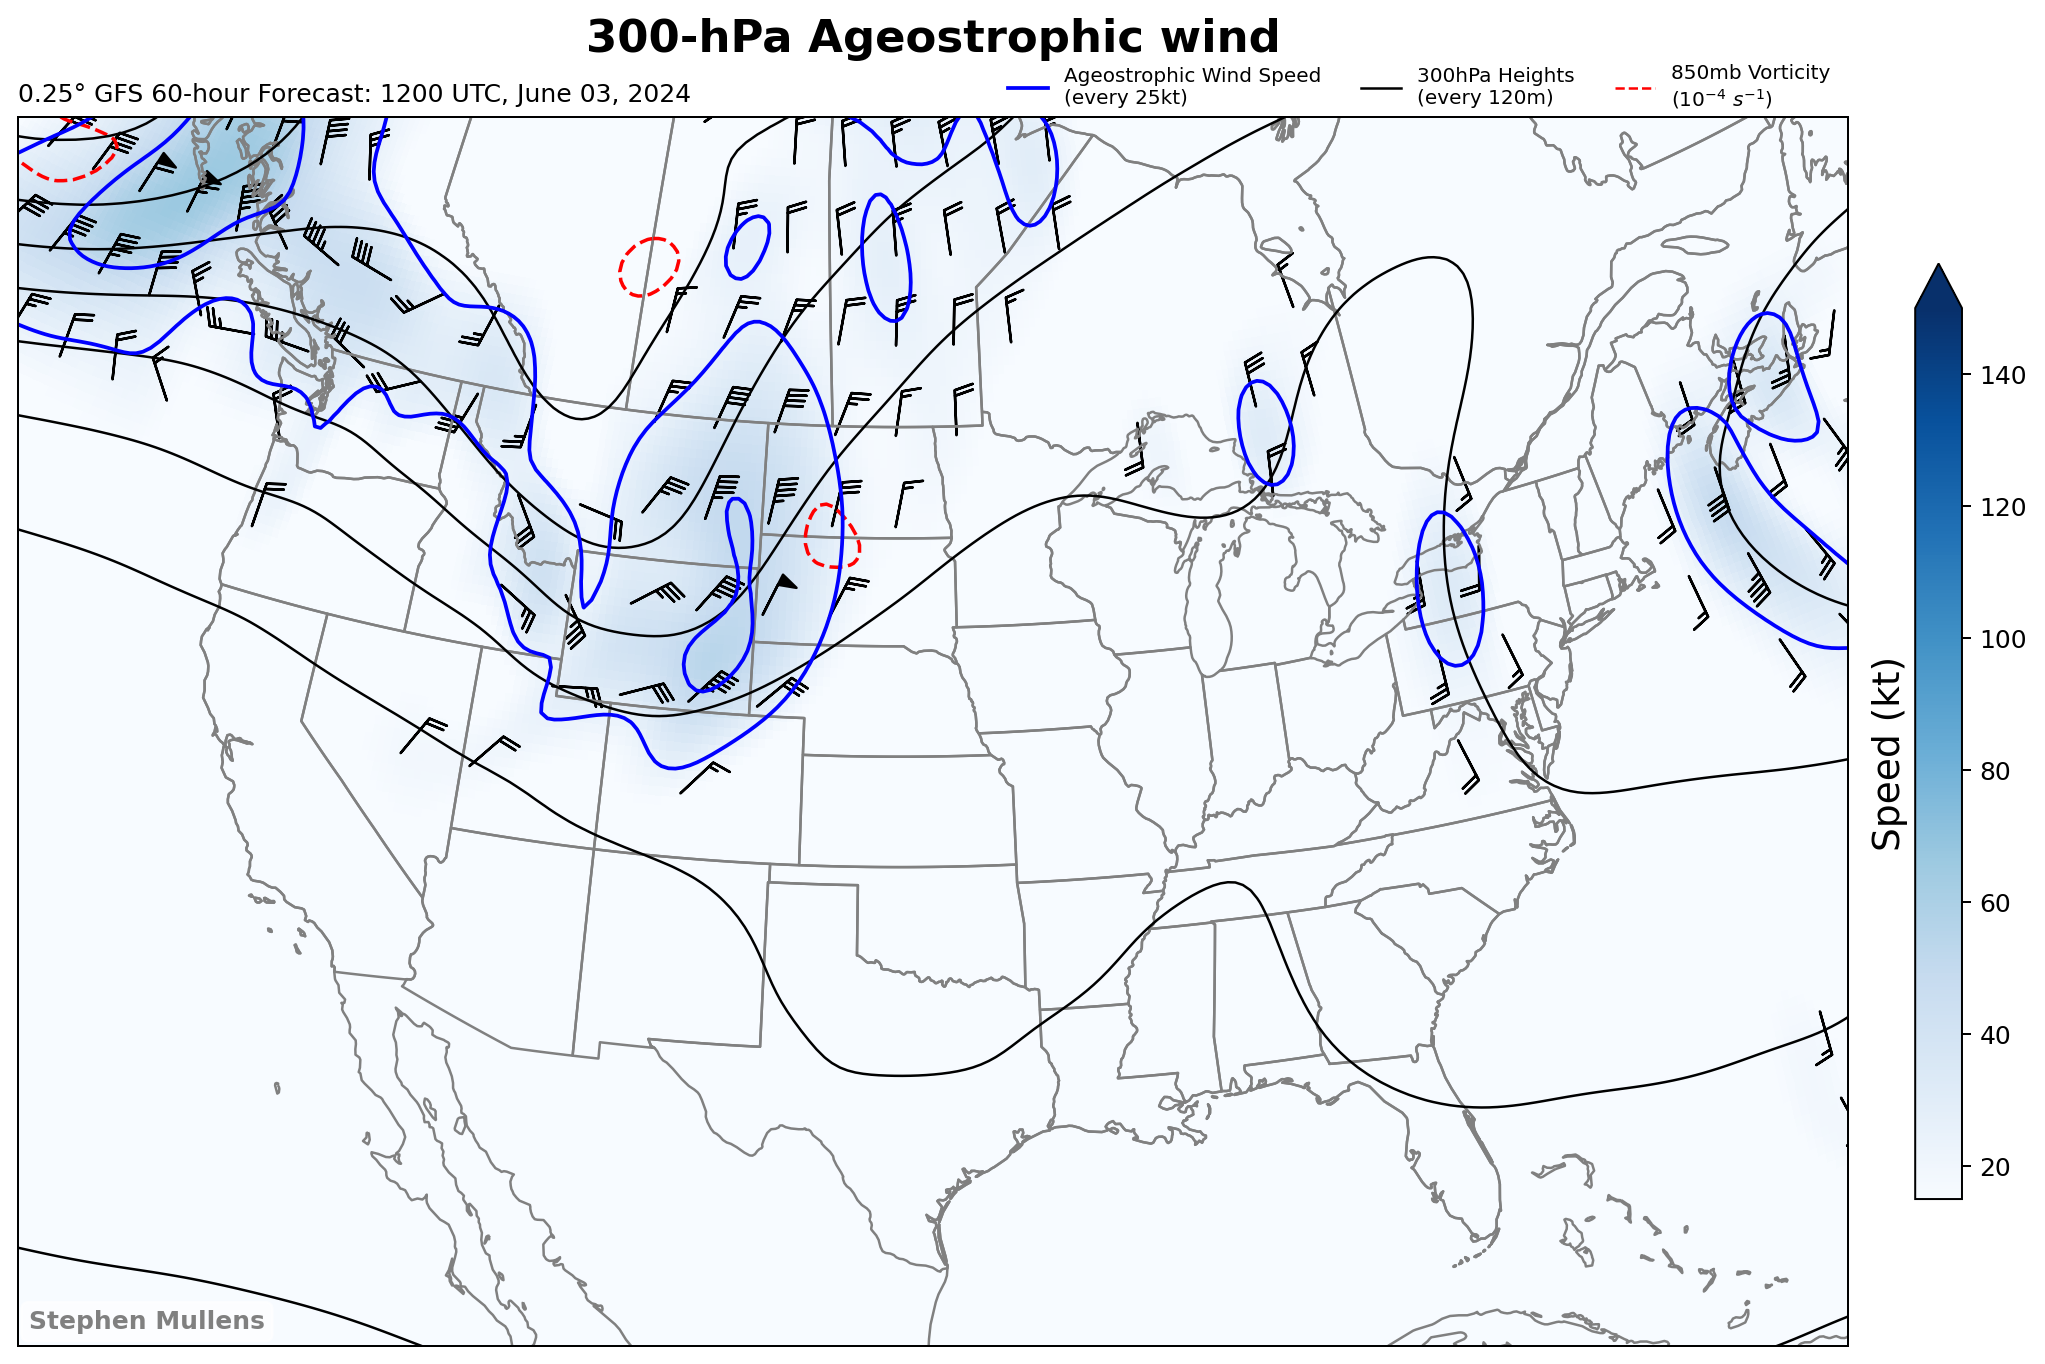 300-hPa Ageostrophic wind
0.25° GFS 60-hour Forecast: 1200 UTC, June 03, 2024
Ageostrophic Wind Speed
(every 25kt)
300hPa Heights
(every 120m)
850mb Vorticity
(10⁻⁴ s⁻¹)
140
120
100
80
60
40
20
Speed (kt)
Stephen Mullens